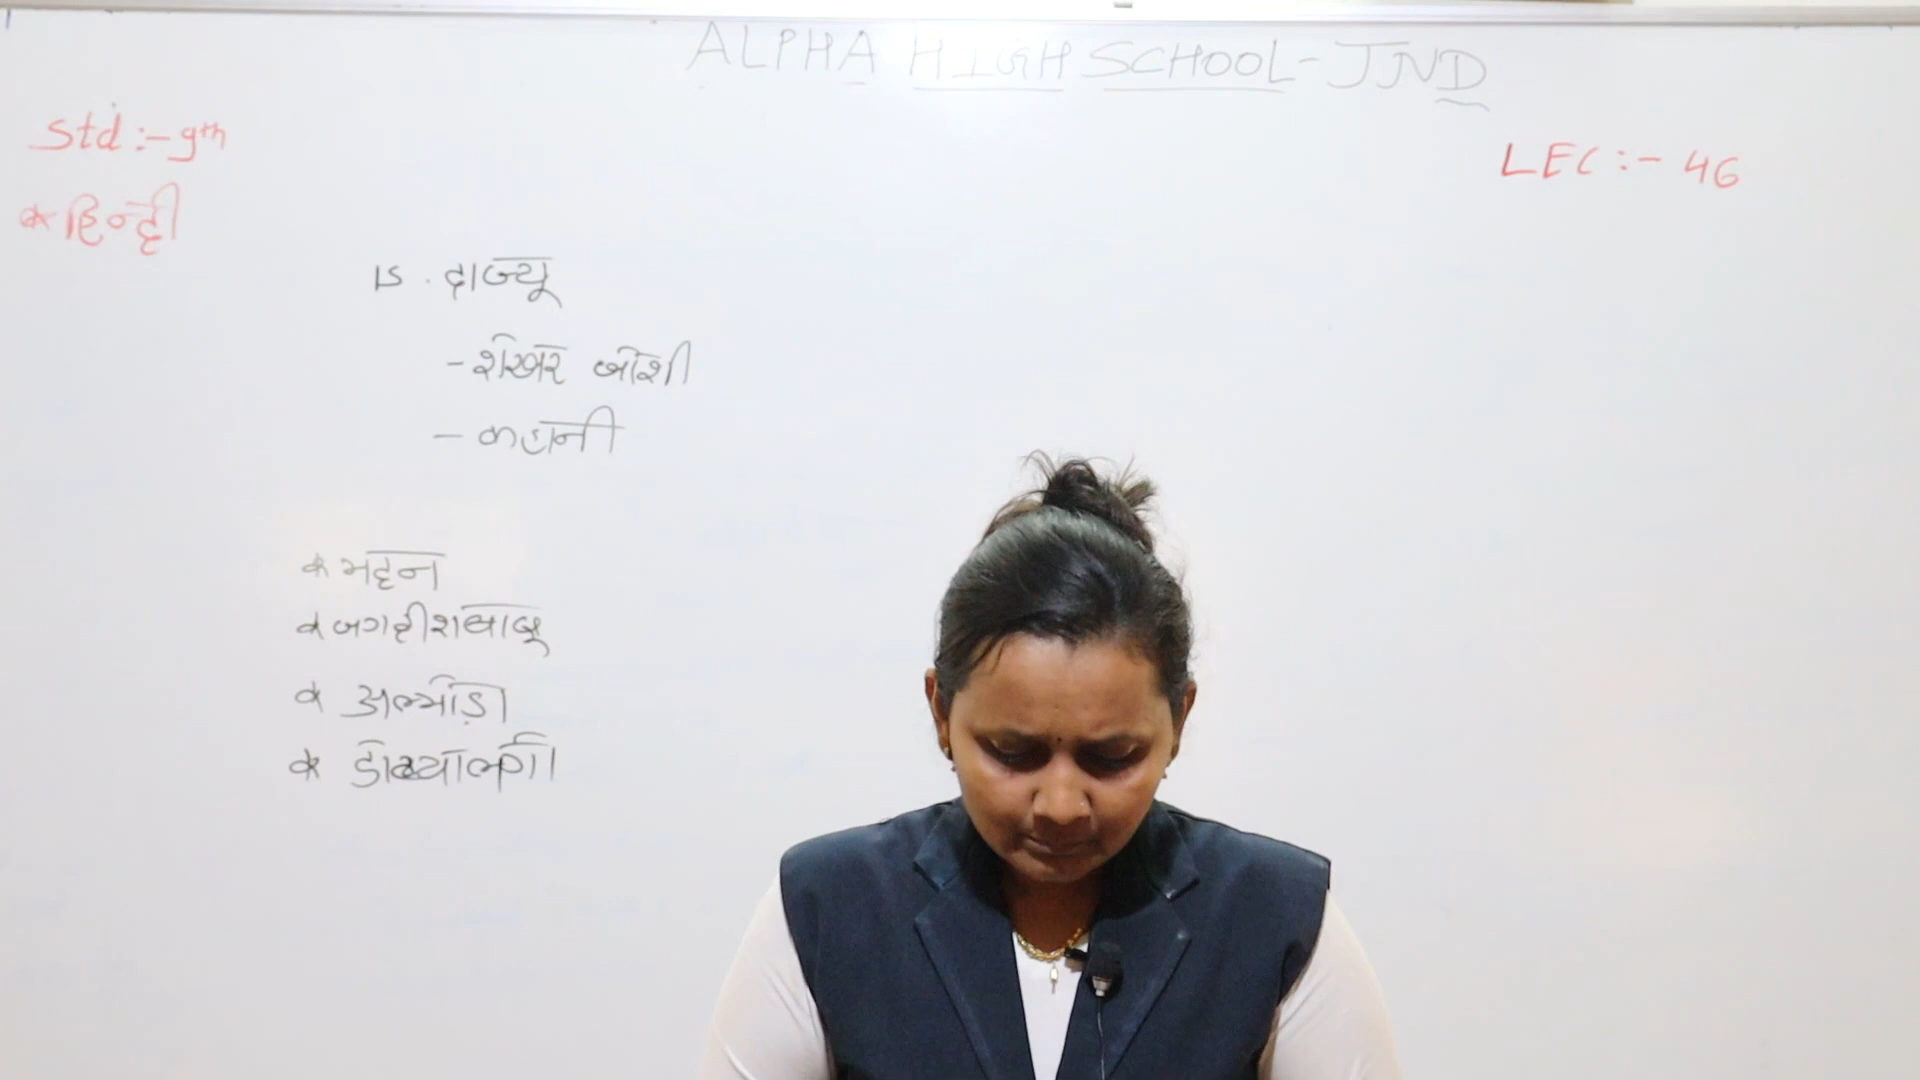 ALPHA HIGH SCHOOL - JND
Std :- 9th
LEC :- 46
* हिन्दी
15. दाज्यू
- शेखर जोशी
- कहानी
* मदन
* जगदीशबाबू
* अल्मोड़ा